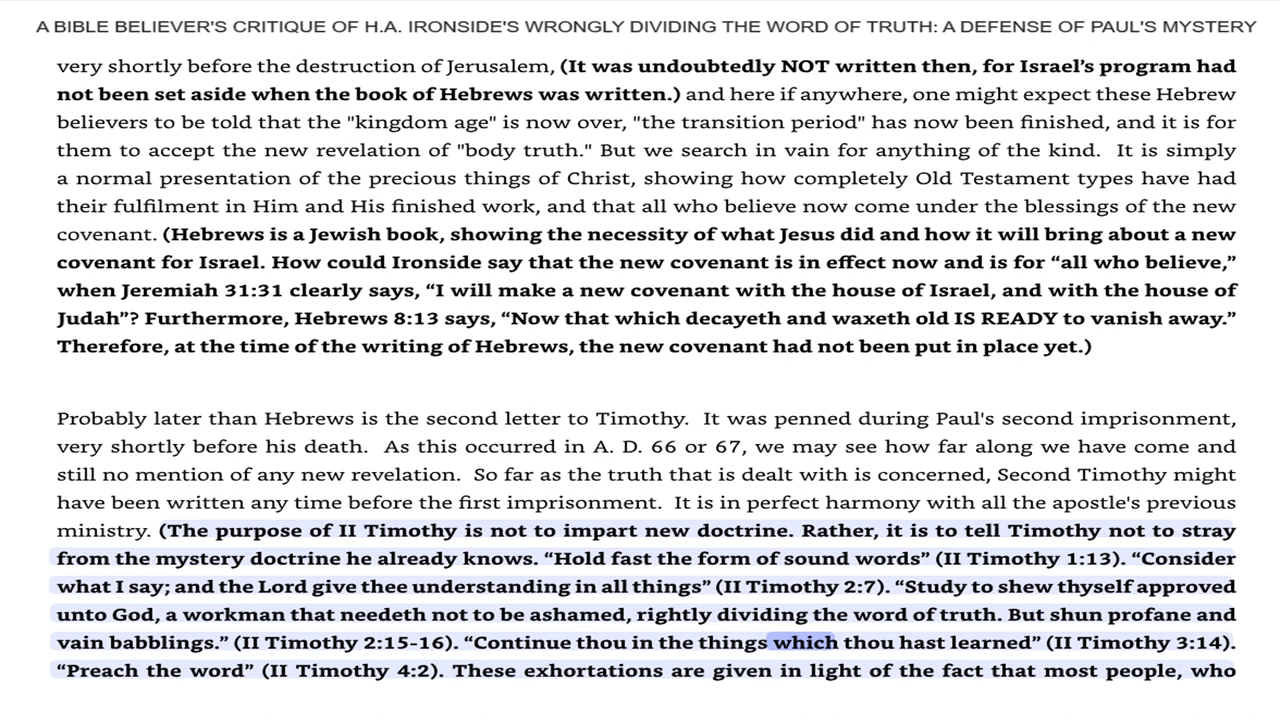 A BIBLE BELIEVER'S CRITIQUE OF H.A. IRONSIDE'S WRONGLY DIVIDING THE WORD OF TRUTH: A DEFENSE OF PAUL'S MYSTERY
very shortly before the destruction of Jerusalem, (It was undoubtedly NOT written then, for Israel’s program had
not been set aside when the book of Hebrews was written.) and here if anywhere, one might expect these Hebrew
believers to be told that the "kingdom age" is now over, "the transition period" has now been finished, and it is for
them to accept the new revelation of "body truth." But we search in vain for anything of the kind.  It is simply
a normal presentation of the precious things of Christ, showing how completely Old Testament types have had
their fulfilment in Him and His finished work, and that all who believe now come under the blessings of the new
covenant. (Hebrews is a Jewish book, showing the necessity of what Jesus did and how it will bring about a new
covenant for Israel. How could Ironside say that the new covenant is in effect now and is for “all who believe,”
when Jeremiah 31:31 clearly says, “I will make a new covenant with the house of Israel, and with the house of
Judah”? Furthermore, Hebrews 8:13 says, “Now that which decayeth and waxeth old IS READY to vanish away.”
Therefore, at the time of the writing of Hebrews, the new covenant had not been put in place yet.)
Probably later than Hebrews is the second letter to Timothy.  It was penned during Paul's second imprisonment,
very shortly before his death.  As this occurred in A. D. 66 or 67, we may see how far along we have come and
still no mention of any new revelation.  So far as the truth that is dealt with is concerned, Second Timothy might
have been written any time before the first imprisonment.  It is in perfect harmony with all the apostle's previous
ministry. (The purpose of II Timothy is not to impart new doctrine. Rather, it is to tell Timothy not to stray
from the mystery doctrine he already knows. “Hold fast the form of sound words” (II Timothy 1:13). “Consider
what I say; and the Lord give thee understanding in all things” (II Timothy 2:7). “Study to shew thyself approved
unto God, a workman that needeth not to be ashamed, rightly dividing the word of truth. But shun profane and
vain babblings.” (II Timothy 2:15-16). “Continue thou in the things which thou hast learned” (II Timothy 3:14).
“Preach the word” (II Timothy 4:2). These exhortations are given in light of the fact that most people, who